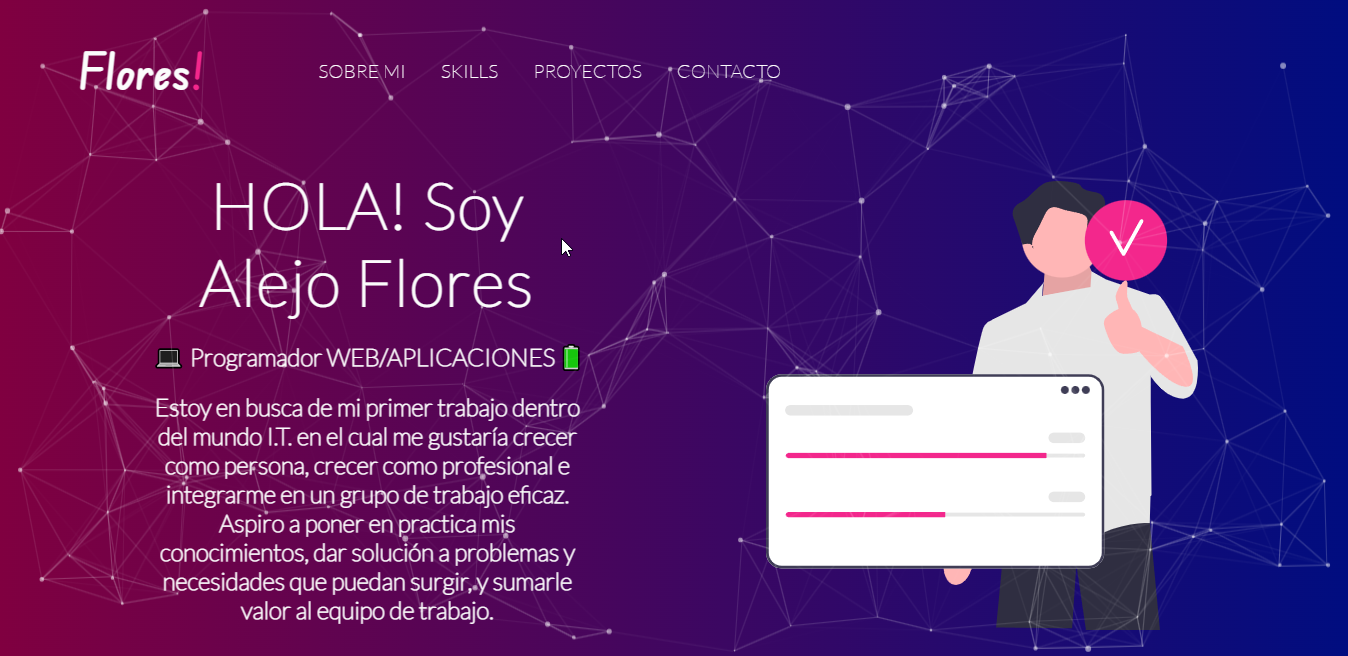 Flores!
SOBRE MI
SKILLS
PROYECTOS
CONTACTO
HOLA! Soy
Alejo Flores
💻 Programador WEB/APLICACIONES 🔋
Estoy en busca de mi primer trabajo dentro
del mundo I.T. en el cual me gustaría crecer
como persona, crecer como profesional e
integrarme en un grupo de trabajo eficaz.
Aspiro a poner en practica mis
conocimientos, dar solución a problemas y
necesidades que puedan surgir, y sumarle
valor al equipo de trabajo.